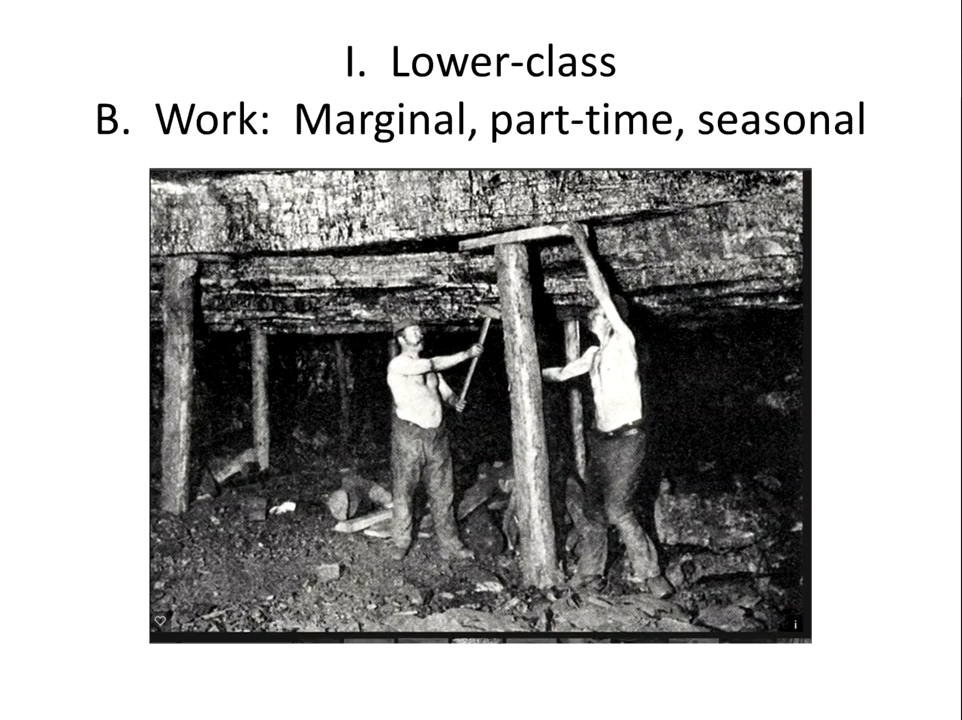 I. Lower-class
B. Work: Marginal, part-time, seasonal
i